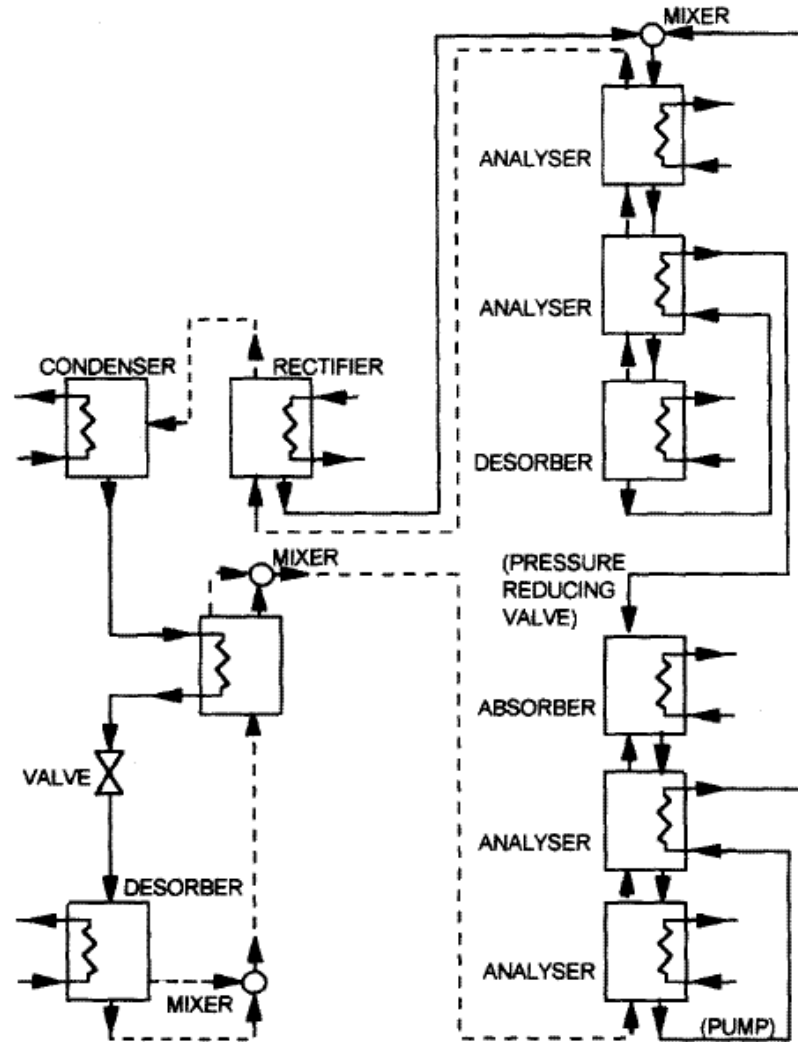 MIXER
ANALYSER
ANALYSER
CONDENSER
RECTIFIER
DESORBER
MIXER
(PRESSURE
REDUCING
VALVE)
ABSORBER
VALVE
ANALYSER
DESORBER
ANALYSER
MIXER
(PUMP)